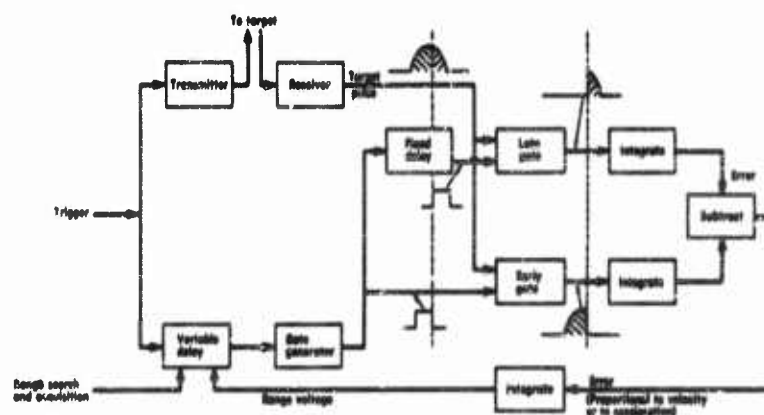 To target
Transmitter
Receiver
Target
pulse
Fixed
delay
Late
gate
Integrate
Error
Trigger
Subtract
Early
gate
Integrate
Variable
delay
Gate
generator
Range search
and acquisition
Range voltage
Integrate
Error
(Proportional to velocity
or to acceleration)